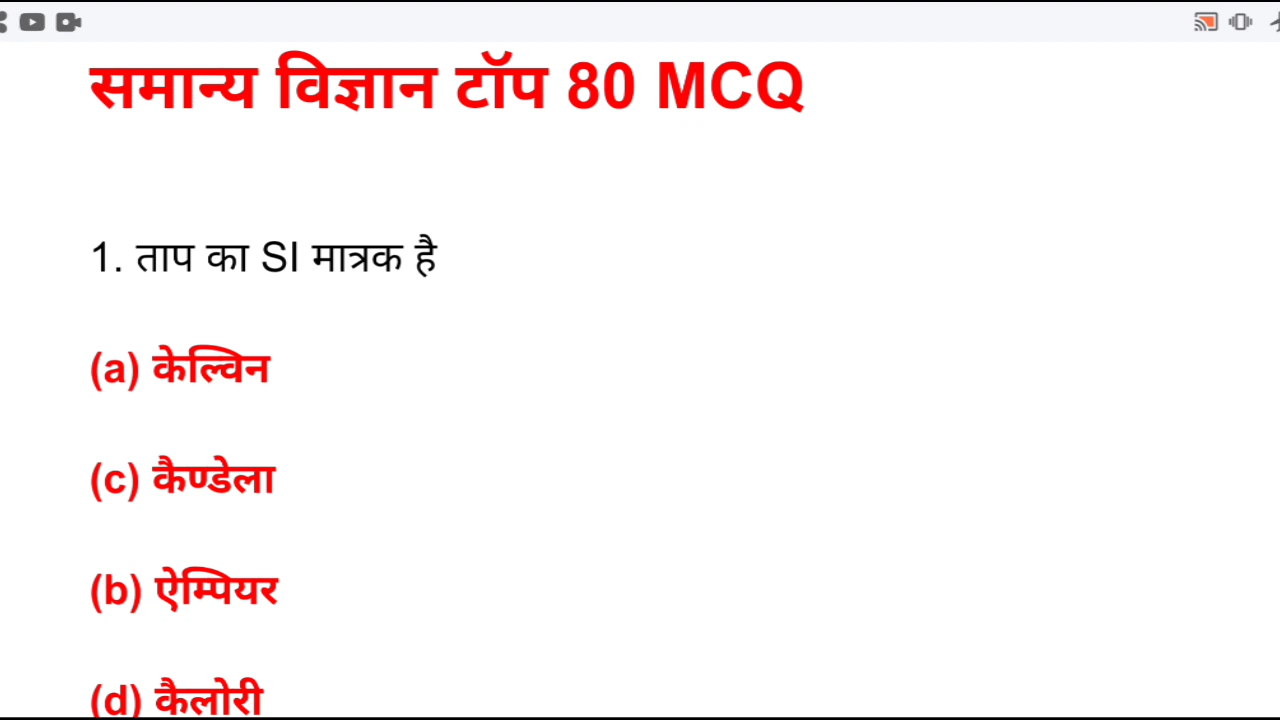 समान्य विज्ञान टॉप 80 MCQ
1. ताप का SI मात्रक है
(a) केल्विन
(c) कैण्डेला
(b) ऐम्पियर
(d) कैलोरी